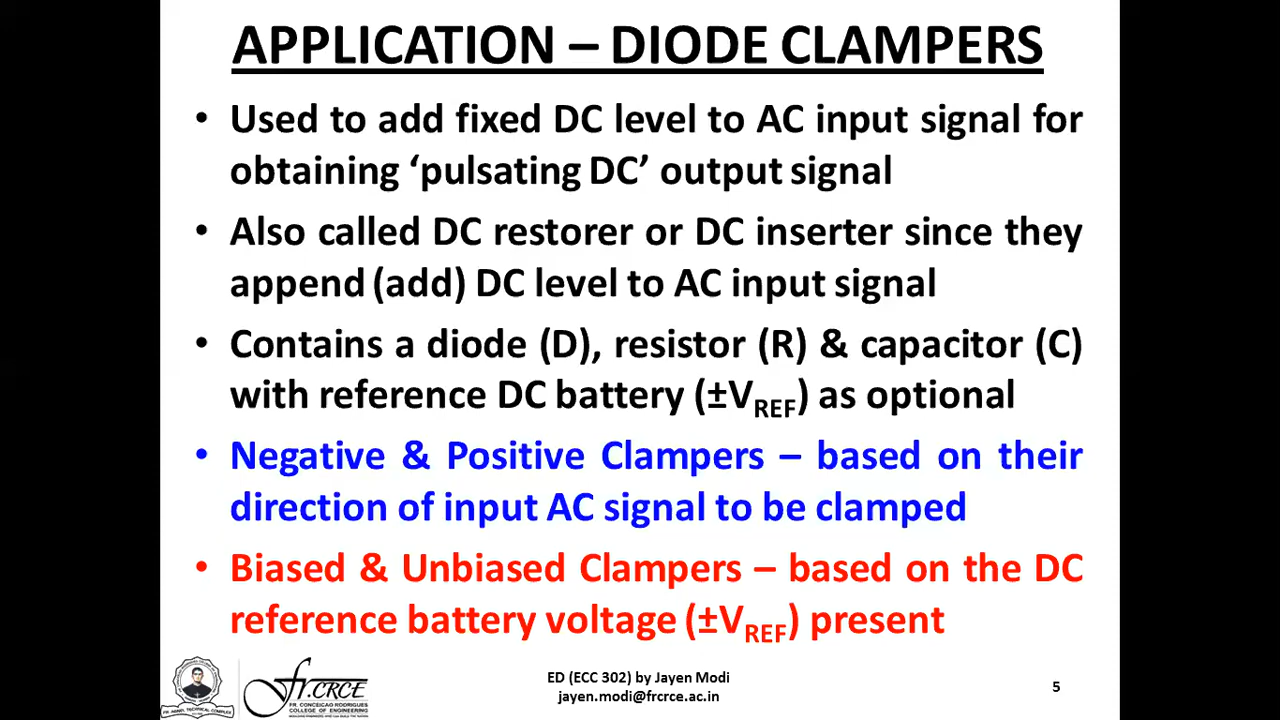 APPLICATION – DIODE CLAMPERS
• Used to add fixed DC level to AC input signal for
obtaining ‘pulsating DC’ output signal
• Also called DC restorer or DC inserter since they
append (add) DC level to AC input signal
• Contains a diode (D), resistor (R) & capacitor (C)
with reference DC battery (±VREF) as optional
• Negative & Positive Clampers – based on their
direction of input AC signal to be clamped
• Biased & Unbiased Clampers – based on the DC
reference battery voltage (±VREF) present
Fr. CRCE
FR. CONCEICAO RODRIGUES
COLLEGE OF ENGINEERING
ED (ECC 302) by Jayen Modi
jayen.modi@frcrce.ac.in
5